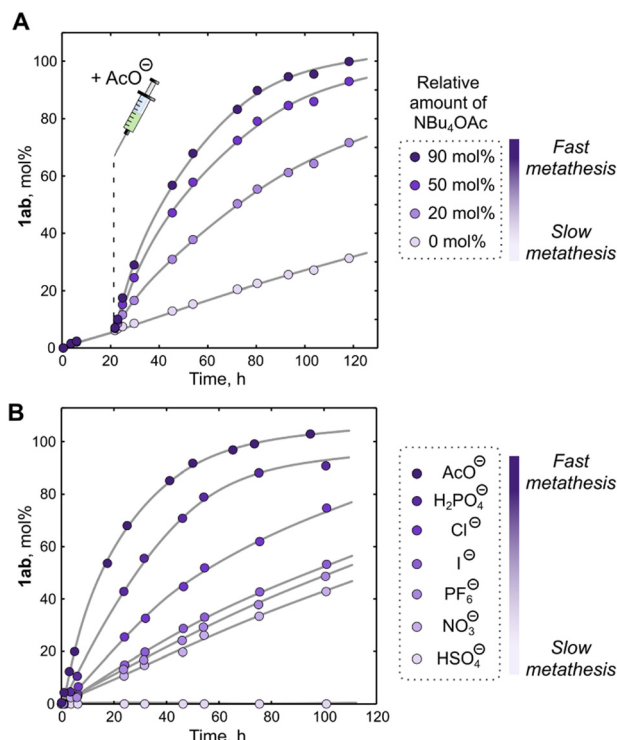 A
+ AcO⊖
1ab, mol%
100
80
60
40
20
0
0 20 40 60 80 100 120
Time, h
Relative
amount of
NBu₄OAc
90 mol%
50 mol%
20 mol%
0 mol%
Fast
metathesis
Slow
metathesis
B
1ab, mol%
100
80
60
40
20
0
0 20 40 60 80 100 120
Time, h
AcO⊖
H₂PO₄⊖
Cl⊖
I⊖
PF₆⊖
NO₃⊖
HSO₄⊖
Fast
metathesis
Slow
metathesis